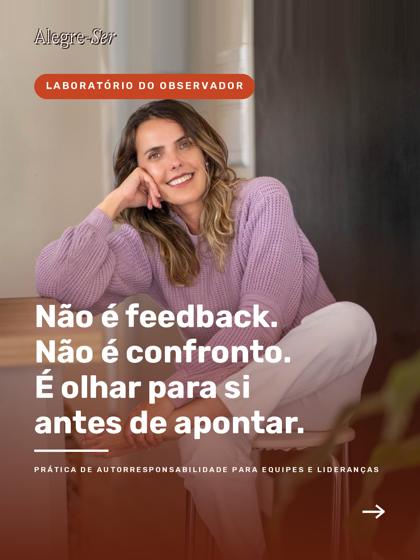 Alegre-Ser
LABORATÓRIO DO OBSERVADOR
Não é feedback.
Não é confronto.
É olhar para si
antes de apontar.
PRÁTICA DE AUTORRESPONSABILIDADE PARA EQUIPES E LIDERANÇAS